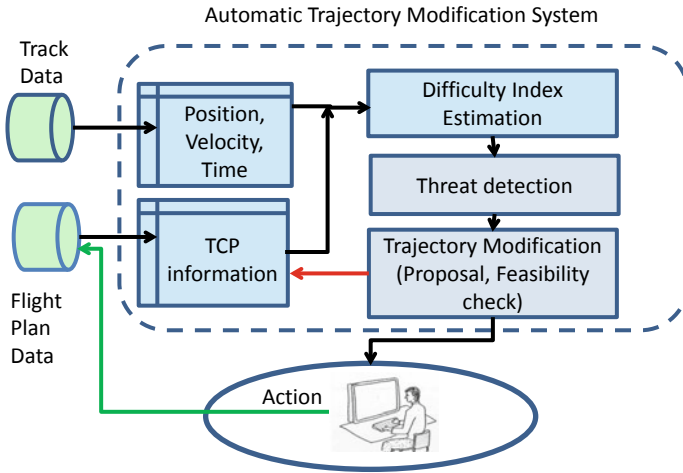 Automatic Trajectory Modification System
Track
Data
Position,
Velocity,
Time
Difficulty Index
Estimation
Threat detection
TCP
information
Trajectory Modification
(Proposal, Feasibility
check)
Flight
Plan
Data
Action